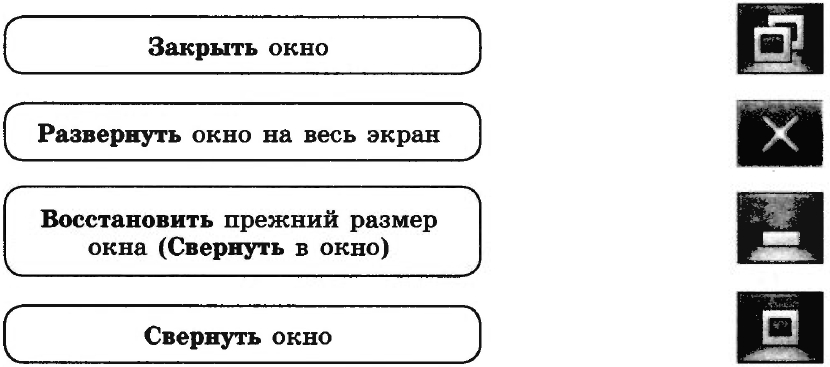 Закрыть окно
Развернуть окно на весь экран
Восстановить прежний размер
окна (Свернуть в окно)
Свернуть окно